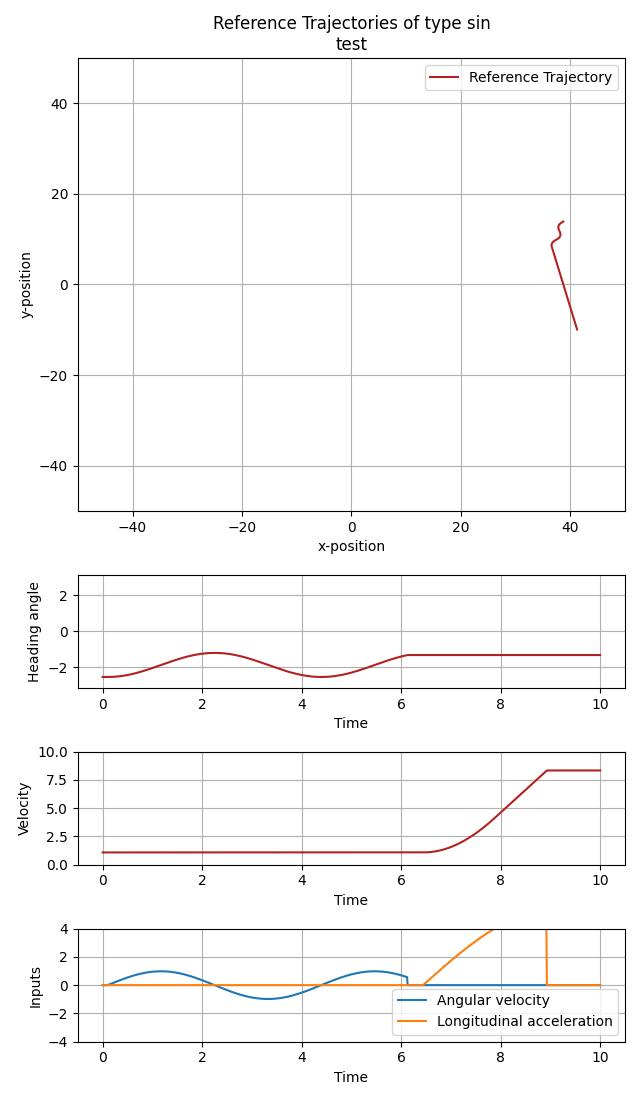 Reference Trajectories of type sin
test
Reference Trajectory
40
20
0
−20
−40
y-position
−40 −20 0 20 40
x-position
2
0
−2
Heading angle
0 2 4 6 8 10
Time
10.0
7.5
5.0
2.5
0.0
Velocity
0 2 4 6 8 10
Time
4
2
0
−2
−4
Inputs
Angular velocity
Longitudinal acceleration
0 2 4 6 8 10
Time